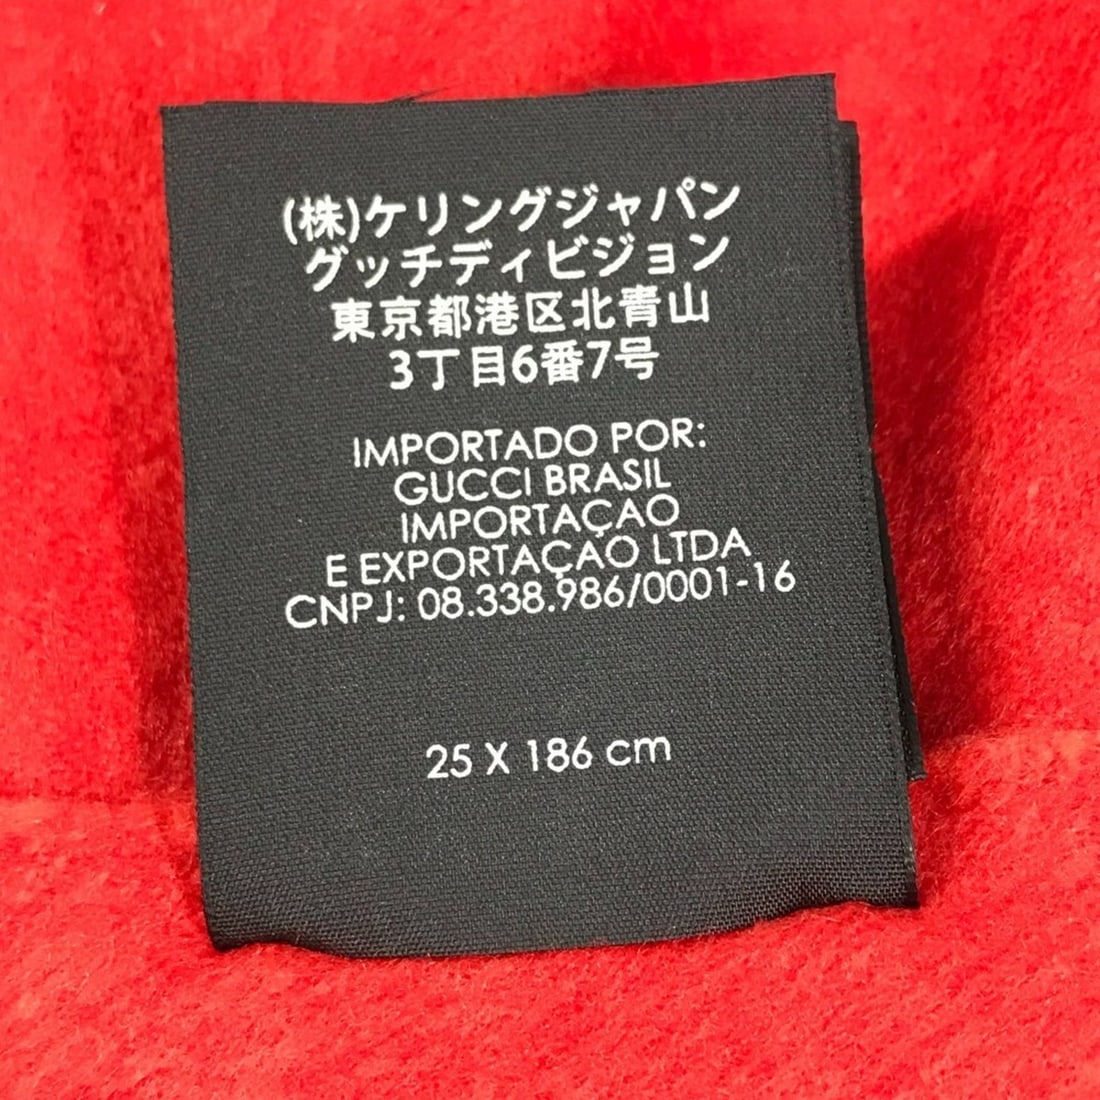 (株)ケリングジャパン
グッチディビジョン
東京都港区北青山
3丁目6番7号
IMPORTADO POR:
GUCCI BRASIL
IMPORTAÇAO
E EXPORTAÇAO LTDA
CNPJ: 08.338.986/0001-16
25 X 186 cm